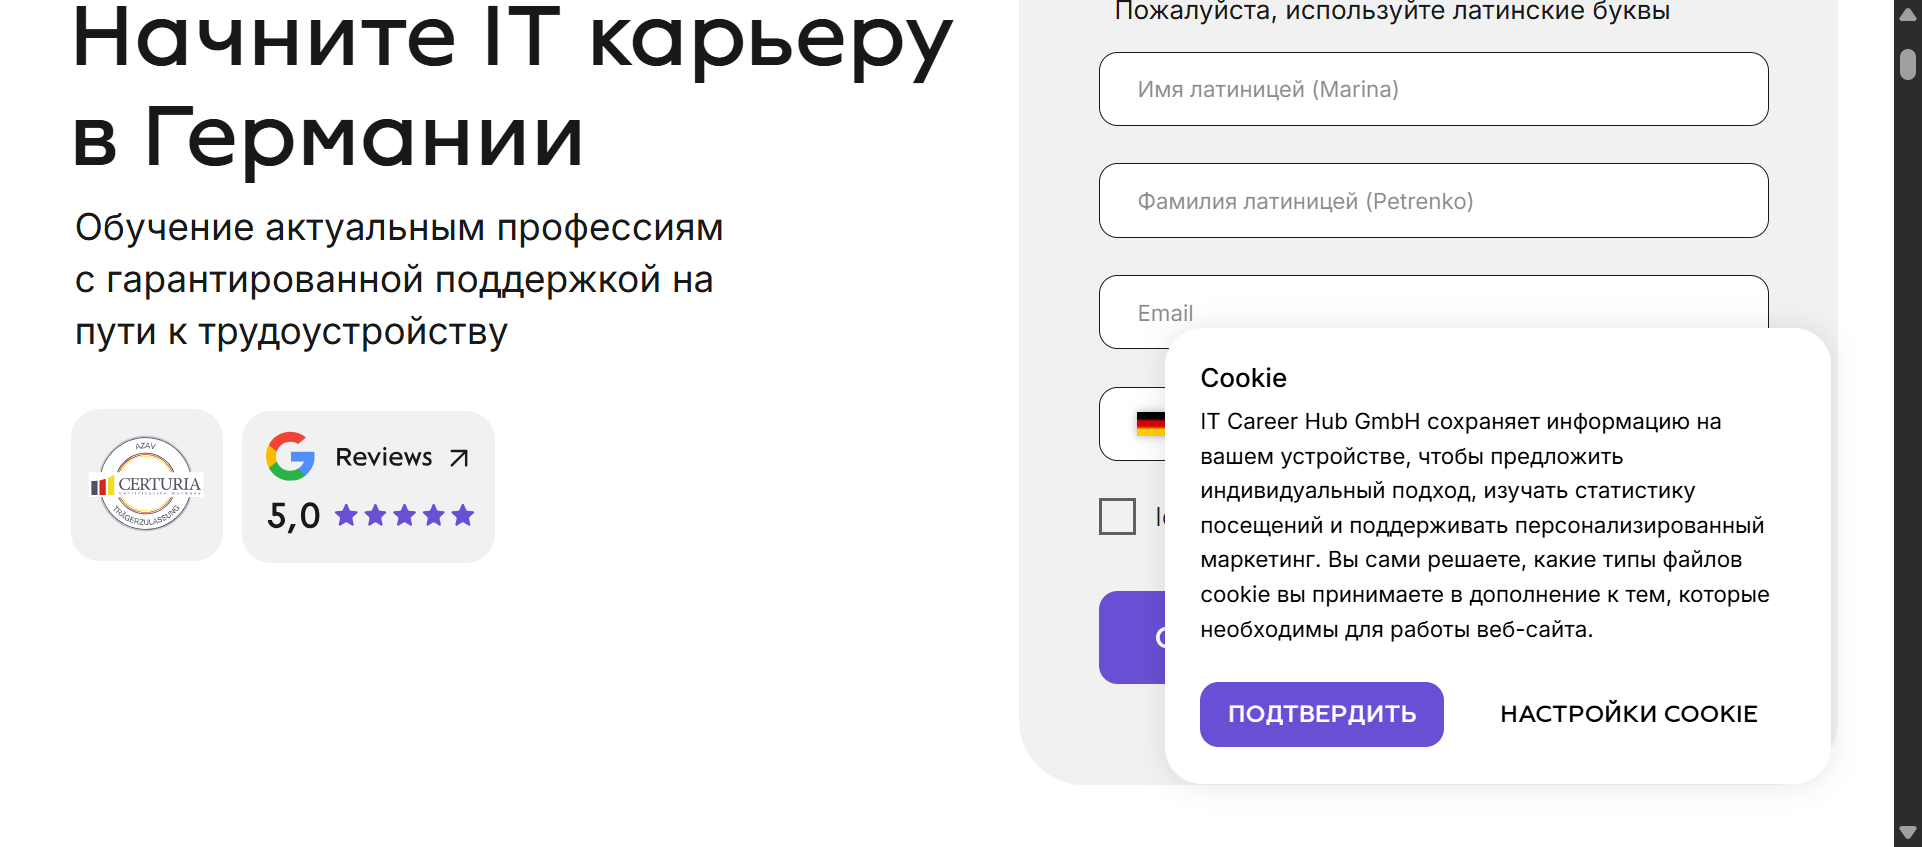 Начните IT карьеру
в Германии
Обучение актуальным профессиям
с гарантированной поддержкой на
пути к трудоустройству
AZAV
CERTURIA
Certification Germany
TRÄGERZULASSUNG
Reviews
5,0
Пожалуйста, используйте латинские буквы
Имя латиницей (Marina)
Фамилия латиницей (Petrenko)
Email
Cookie
IT Career Hub GmbH сохраняет информацию на
вашем устройстве, чтобы предложить
индивидуальный подход, изучать статистику
посещений и поддерживать персонализированный
маркетинг. Вы сами решаете, какие типы файлов
cookie вы принимаете в дополнение к тем, которые
необходимы для работы веб-сайта.
ПОДТВЕРДИТЬ
НАСТРОЙКИ COOKIE